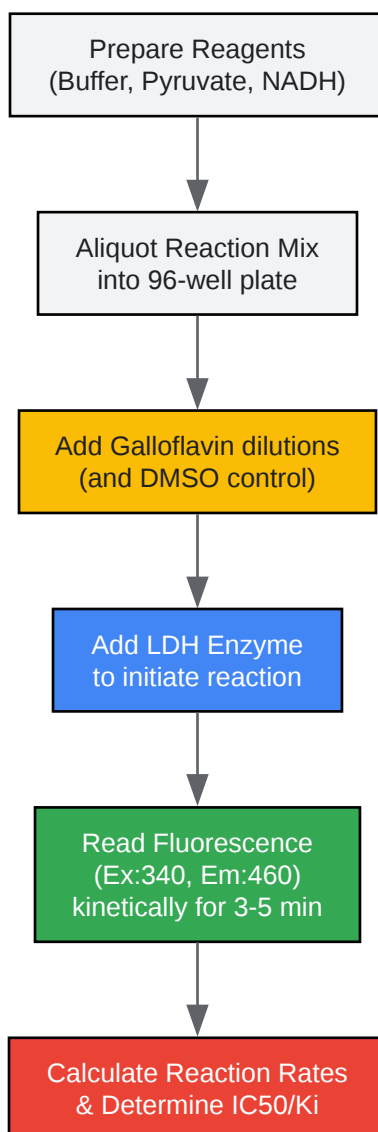 Prepare Reagents
(Buffer, Pyruvate, NADH)
Aliquot Reaction Mix
into 96-well plate
Add Galloflavin dilutions
(and DMSO control)
Add LDH Enzyme
to initiate reaction
Read Fluorescence
(Ex:340, Em:460)
kinetically for 3-5 min
Calculate Reaction Rates
& Determine IC50/Ki